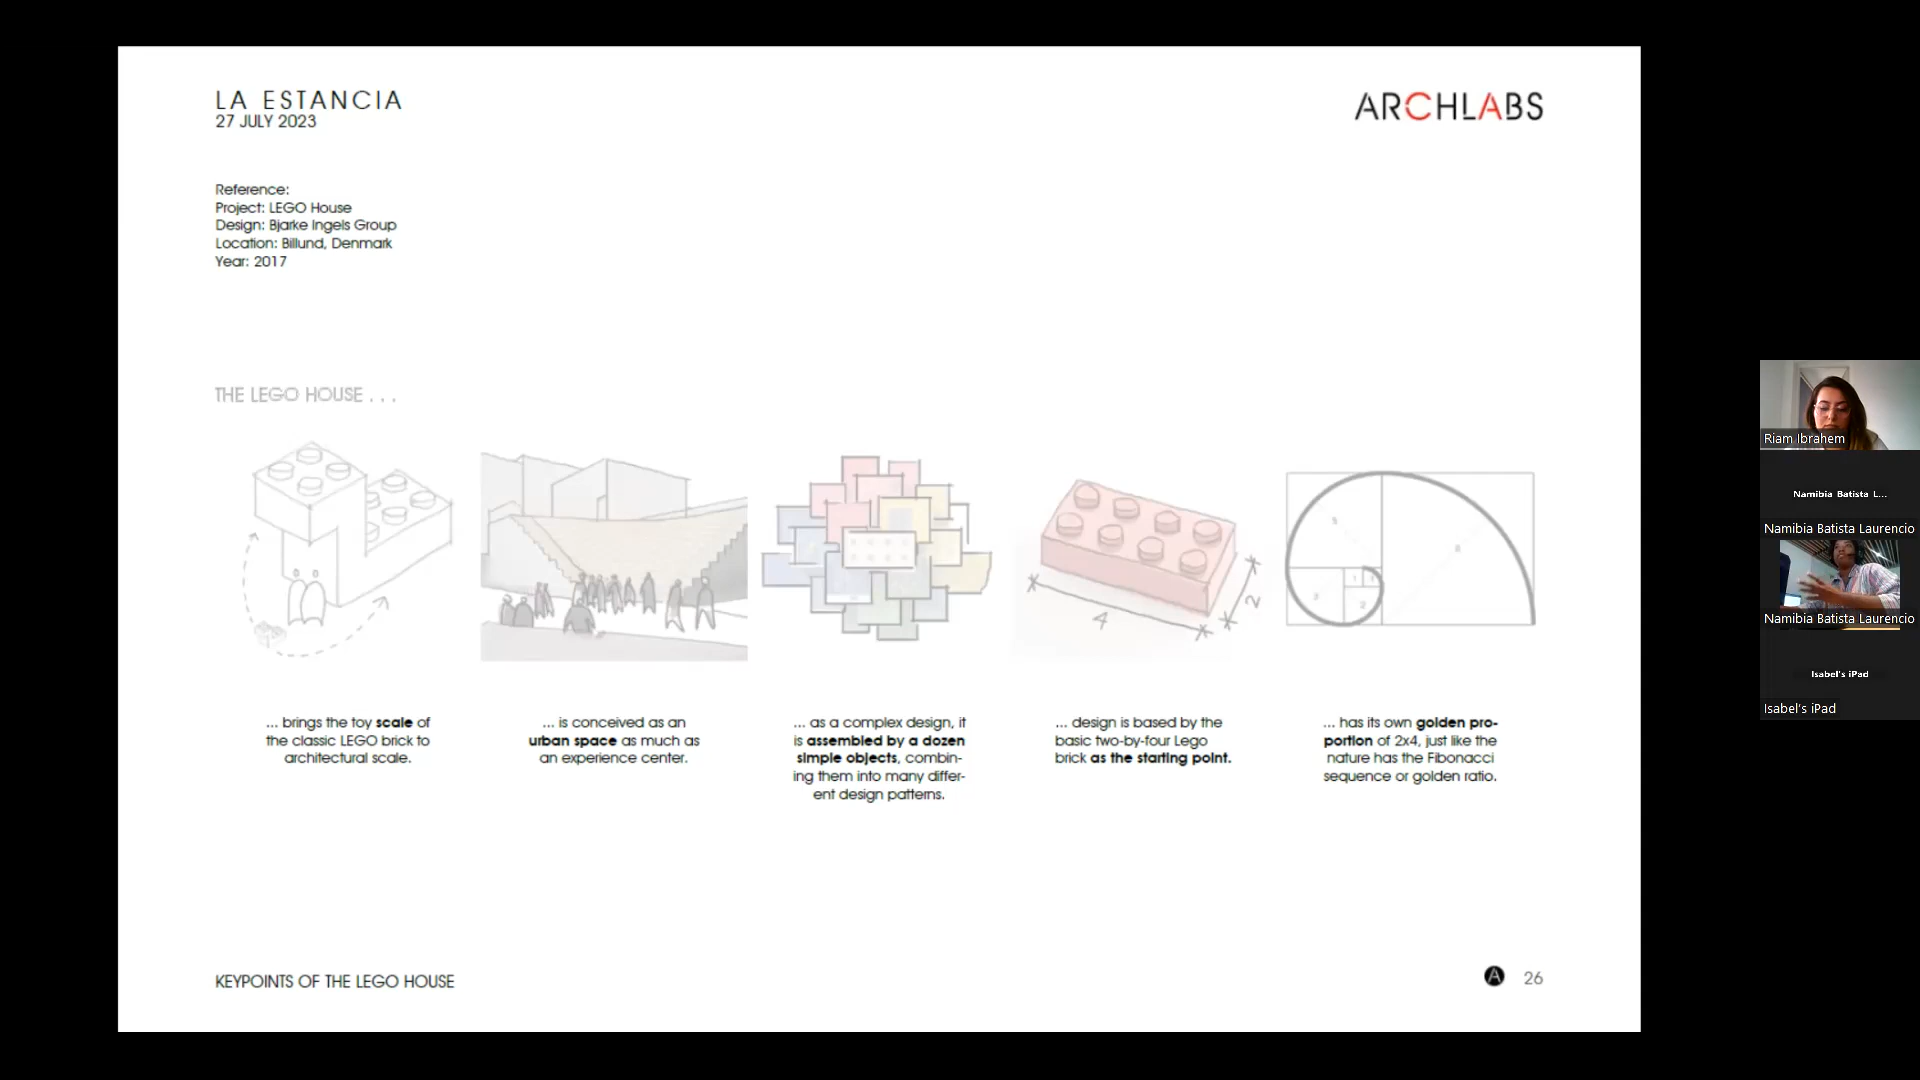 LA ESTANCIA
27 JULY 2023
ARCHLABS
Reference:
Project: LEGO House
Design: Bjarke Ingels Group
Location: Billund, Denmark
Year: 2017
THE LEGO HOUSE . . .
4
2
5
8
3
2
1
1
... brings the toy scale of
the classic LEGO brick to
architectural scale.
... is conceived as an
urban space as much as
an experience center.
... as a complex design, it
is assembled by a dozen
simple objects, combin-
ing them into many differ-
ent design patterns.
... design is based by the
basic two-by-four Lego
brick as the starting point.
... has its own golden pro-
portion of 2x4, just like the
nature has the Fibonacci
sequence or golden ratio.
KEYPOINTS OF THE LEGO HOUSE
A
26
Riam Ibrahem
Namibia Batista L...
Namibia Batista Laurencio
Namibia Batista Laurencio
Isabel's iPad
Isabel's iPad